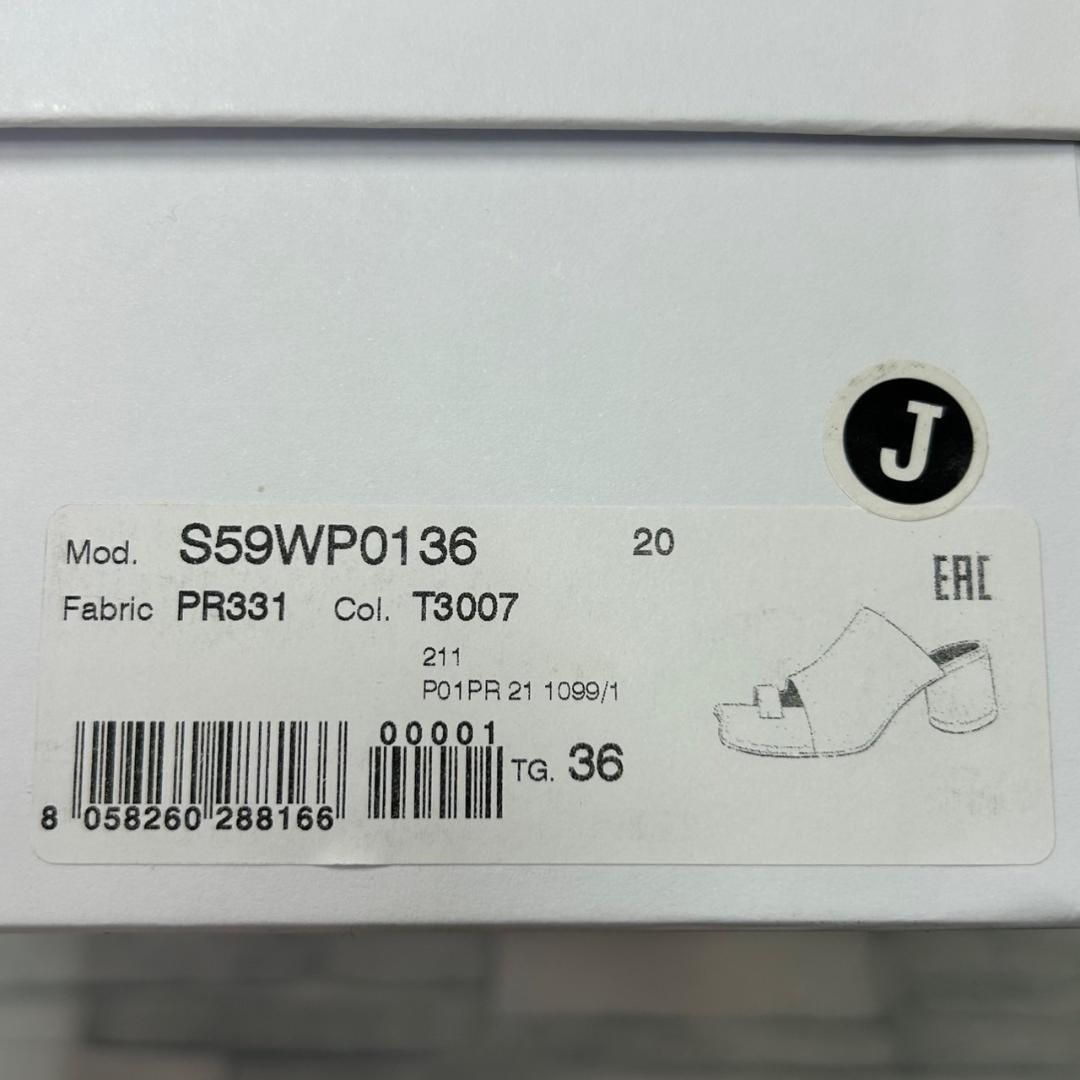 J
Mod. S59WP0136 20
EAC
Fabric PR331 Col. T3007
211
P01PR 21 1099/1
00001
TG. 36
8 058260 288166